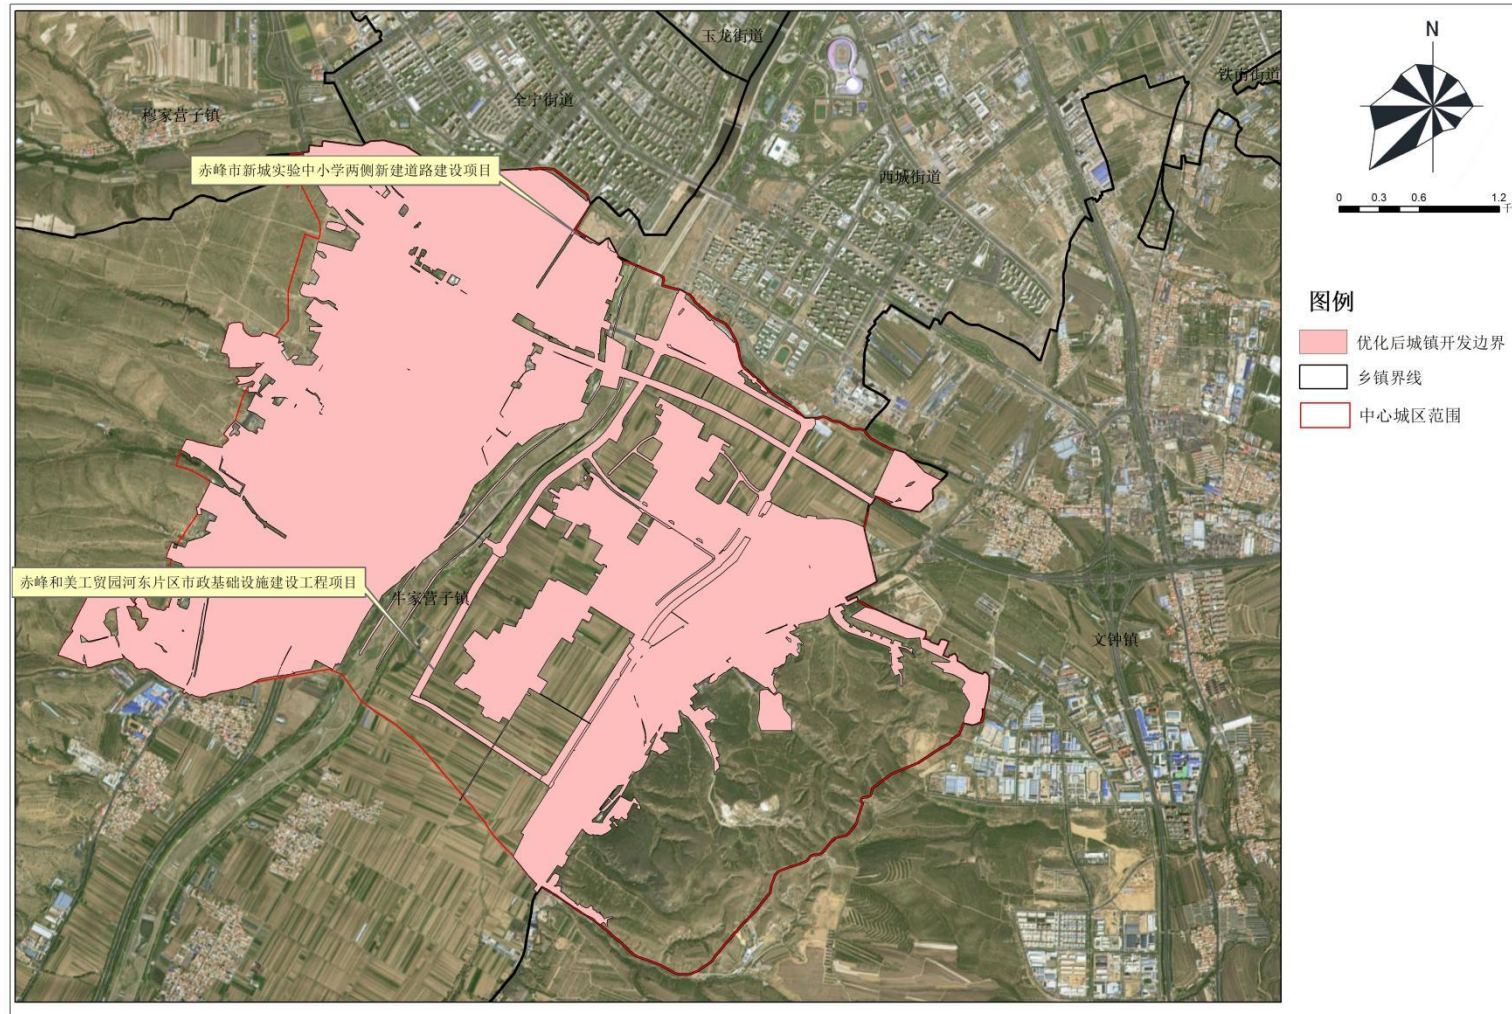 玉龙街道
铁南街道
全宁街道
穆家营子镇
赤峰市新城实验中小学两侧新建道路建设项目
西城街道
赤峰和美工贸园河东片区市政基础设施建设工程项目
牛家营子镇
文钟镇
N
0 0.3 0.6 1.2
千
图例
优化后城镇开发边界
乡镇界线
中心城区范围